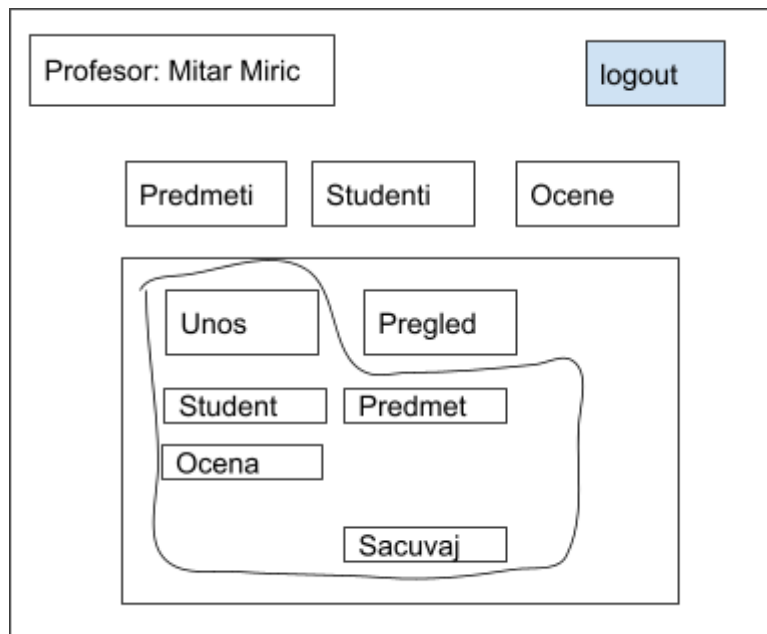 Profesor: Mitar Miric
logout
Predmeti
Studenti
Ocene
Unos
Pregled
Student
Predmet
Ocena
Sacuvaj